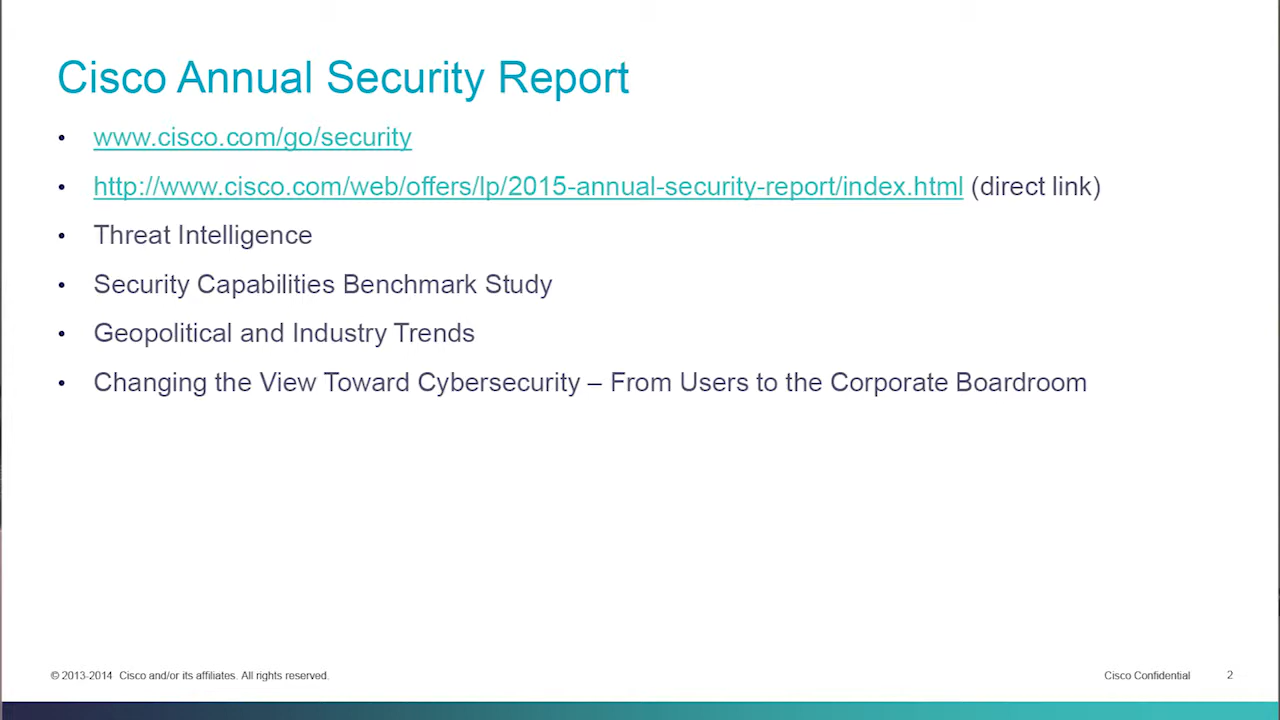 Cisco Annual Security Report
• www.cisco.com/go/security
• http://www.cisco.com/web/offers/lp/2015-annual-security-report/index.html (direct link)
• Threat Intelligence
• Security Capabilities Benchmark Study
• Geopolitical and Industry Trends
• Changing the View Toward Cybersecurity – From Users to the Corporate Boardroom
© 2013-2014 Cisco and/or its affiliates. All rights reserved.
Cisco Confidential
2